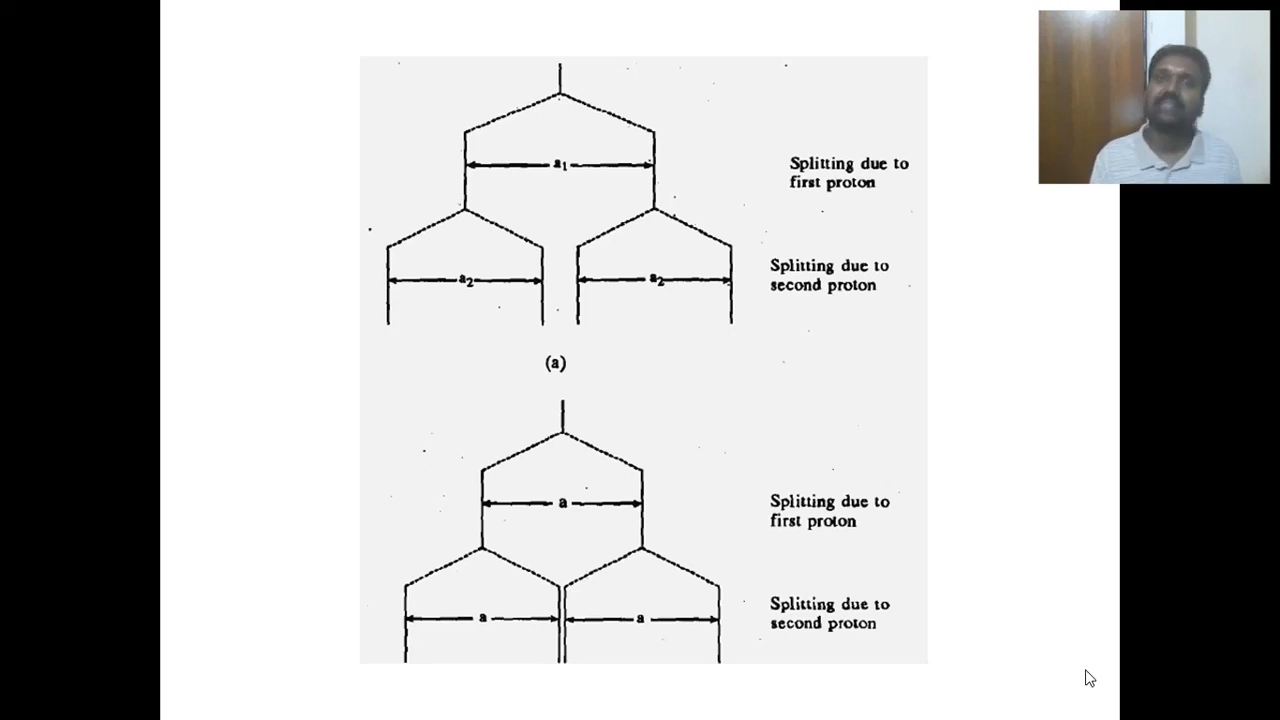 a1
Splitting due to
first proton
a2
a2
Splitting due to
second proton
(a)
a
Splitting due to
first proton
a
a
Splitting due to
second proton